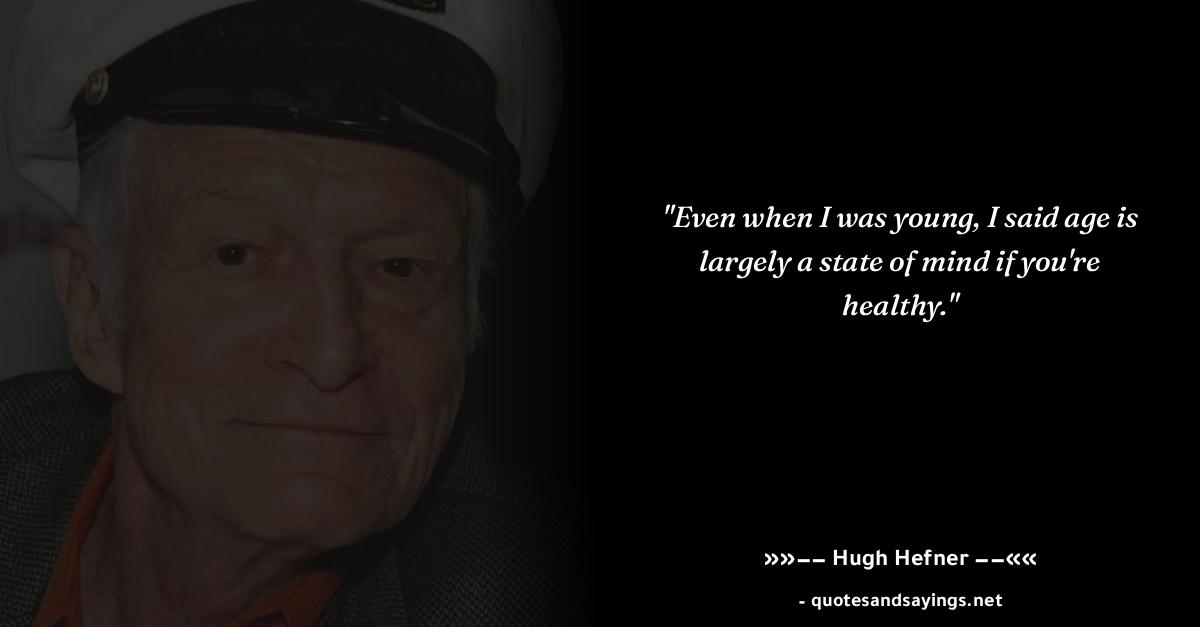 "Even when I was young, I said age is
largely a state of mind if you're
healthy."
»»−− Hugh Hefner −−««
- quotesandsayings.net